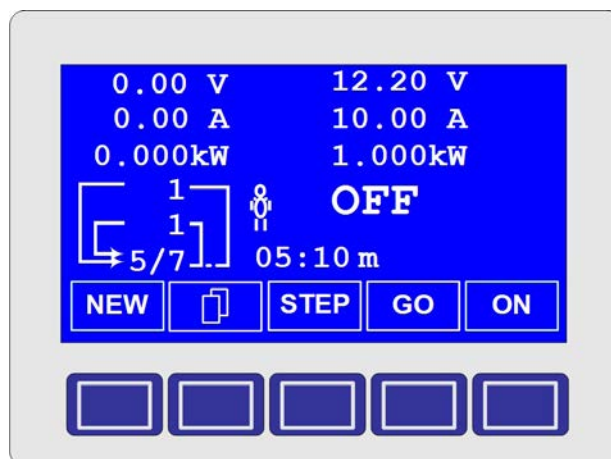 0.00 V 12.20 V
0.00 A 10.00 A
0.000kW 1.000kW
1 OFF
1
5/7 05:10 m
NEW STEP GO ON